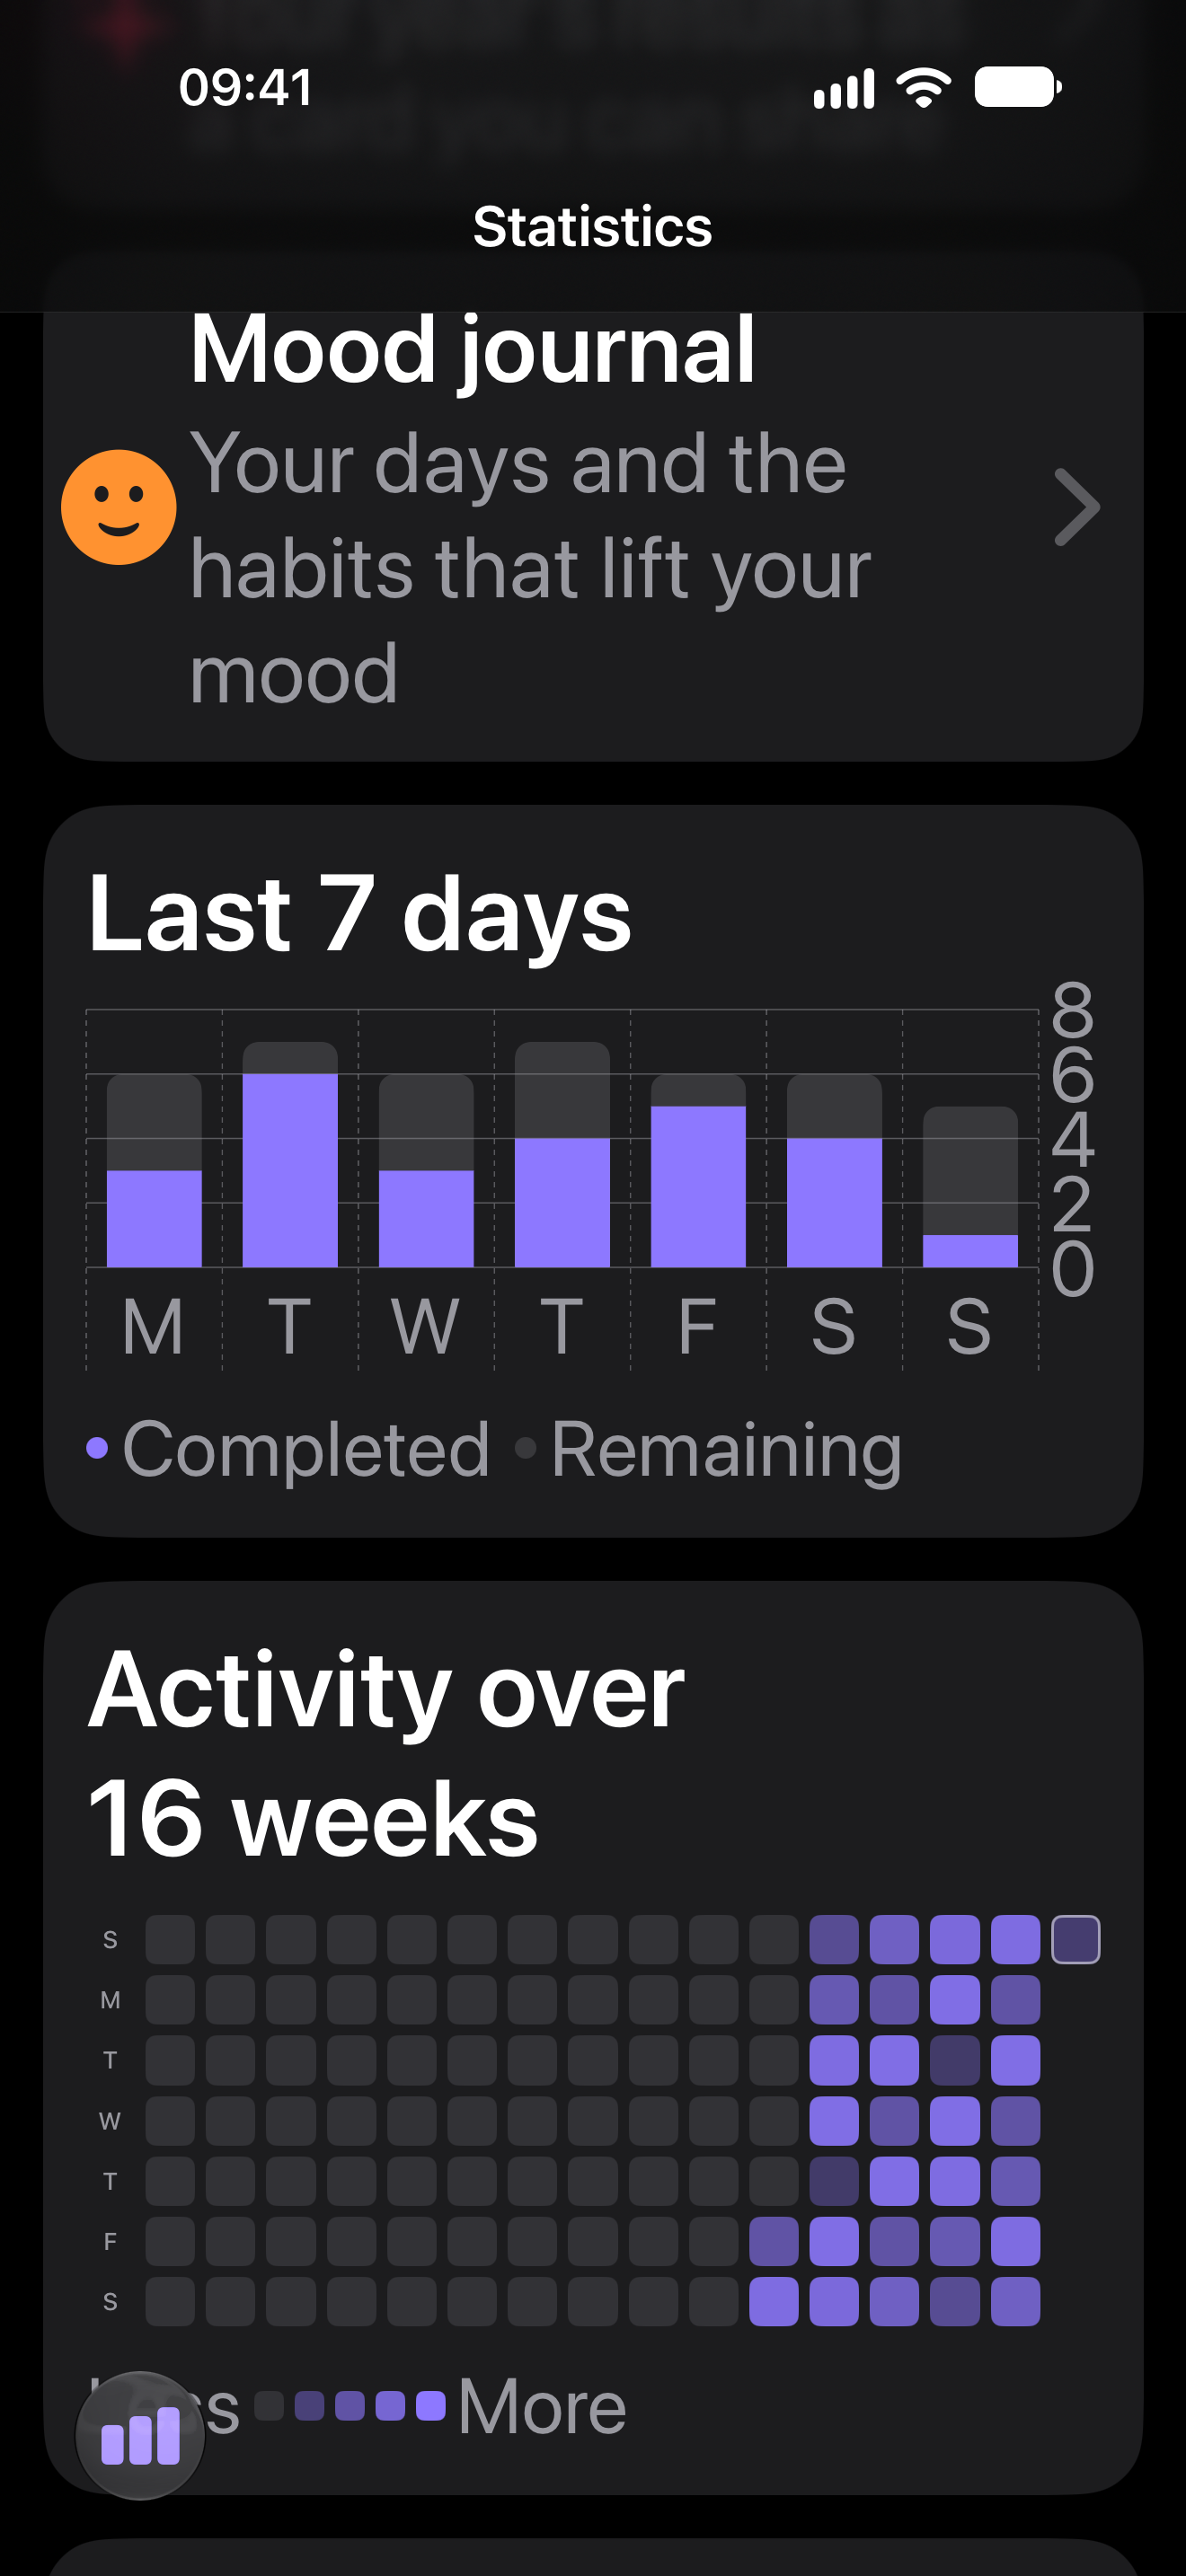 09:41
Statistics
Mood journal
Your days and the
habits that lift your
mood
Last 7 days
8
6
4
2
0
M T W T F S S
Completed Remaining
Activity over
16 weeks
S
M
T
W
T
F
S
More